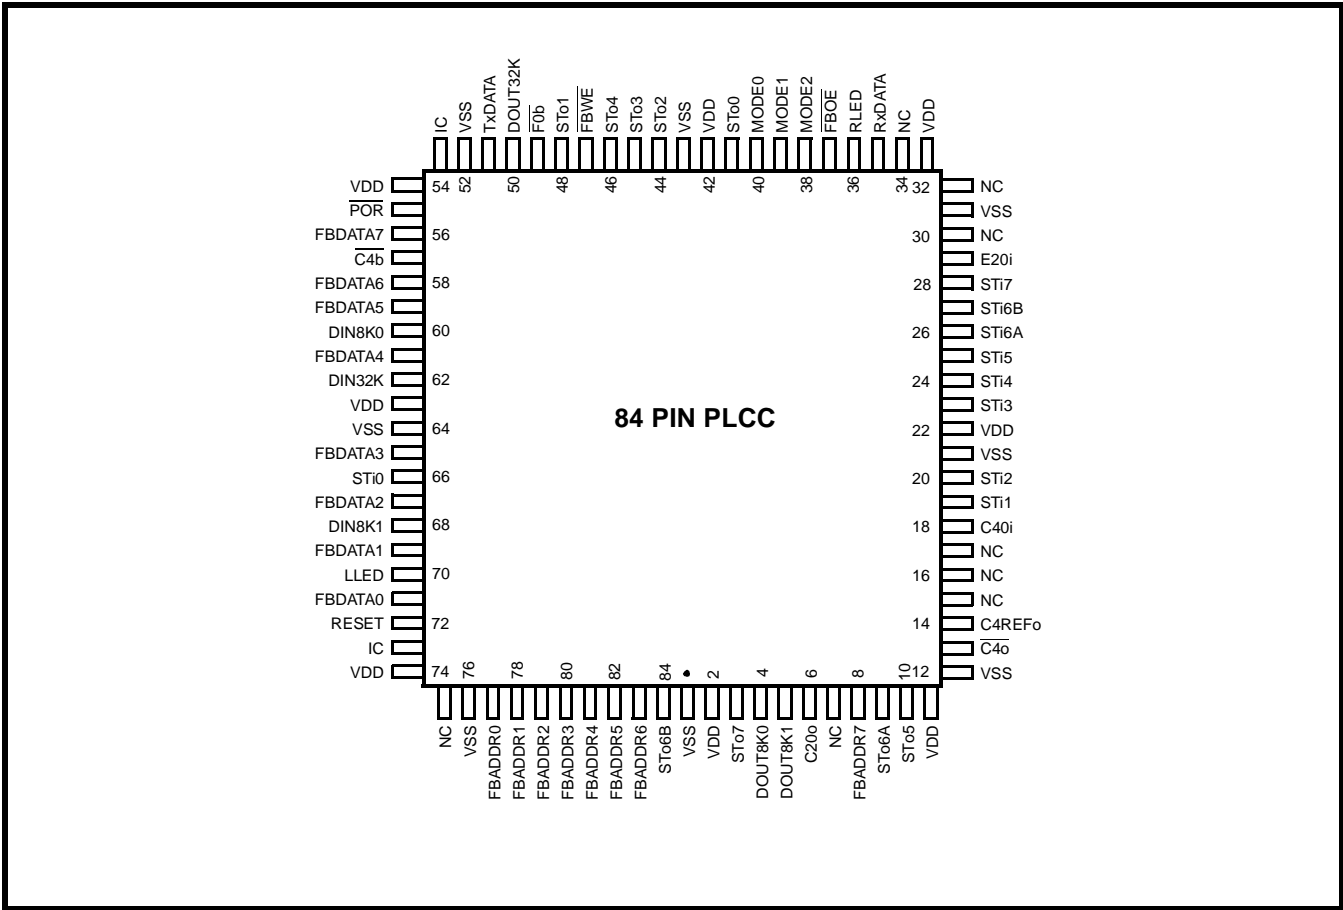 IC VSS TxDATA DOUT32K F0b STo1 FBWE STo4 STo3 STo2 VSS VDD STo0 MODE0 MODE1 MODE2 FBOE RLED RxDATA NC VDD
52 50 48 46 44 42 40 38 36 34
VDD 54 32 NC
POR VSS
FBDATA7 56 30 NC
C4b E20i
FBDATA6 58 28 STi7
FBDATA5 STi6B
DIN8K0 60 26 STi6A
FBDATA4 STi5
DIN32K 62 24 STi4
VDD STi3
84 PIN PLCC
VSS 64 22 VDD
FBDATA3 VSS
STi0 66 20 STi2
FBDATA2 STi1
DIN8K1 68 18 C40i
FBDATA1 NC
LLED 70 16 NC
FBDATA0 NC
RESET 72 14 C4REFo
IC C4o
VDD 74 12 VSS
76 78 80 82 84 2 4 6 8 10
NC VSS FBADDR0 FBADDR1 FBADDR2 FBADDR3 FBADDR4 FBADDR5 FBADDR6 STo6B VSS VDD STo7 DOUT8K0 DOUT8K1 C20o NC FBADDR7 STo6A STo5 VDD